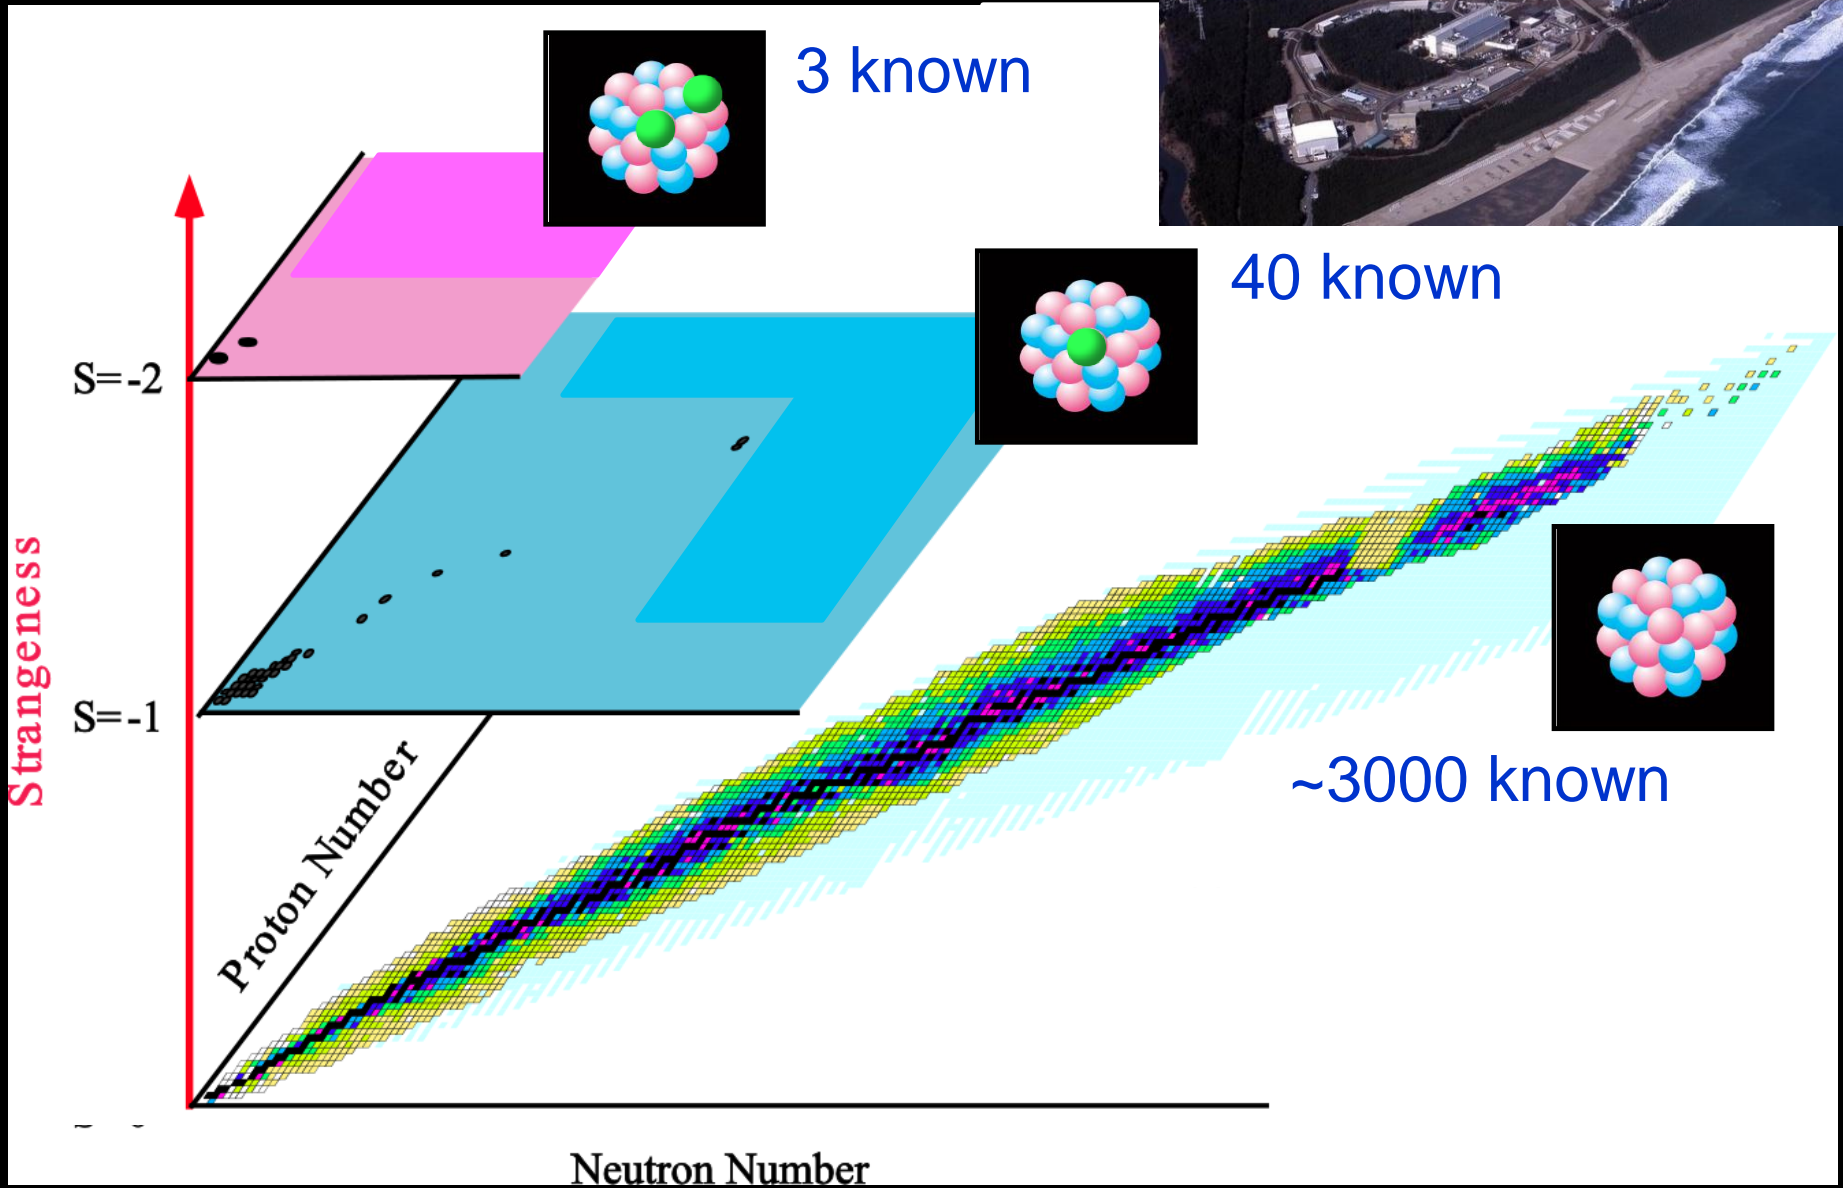 3 known
40 known
S=-2
S=-1
~3000 known
Strangeness
Proton Number
Neutron Number